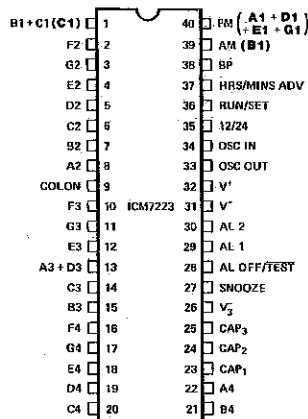 B1+C1(C1) 1 40 PM (A1 + D1
+ E1 + G1)
F2 2 39 AM (B1)
G2 3 38 BP
E2 4 37 HRS/MINS ADV
D2 5 36 RUN/SET
C2 6 35 12/24
B2 7 34 OSC IN
A2 8 33 OSC OUT
COLON 9 32 V+
F3 10 ICM7223 31 V-
G3 11 30 AL 2
E3 12 29 AL 1
A3+D3 13 28 AL OFF/TEST
C3 14 27 SNOOZE
B3 15 26 V3-
F4 16 25 CAP3
G4 17 24 CAP2
E4 18 23 CAP1
D4 19 22 A4
C4 20 21 B4